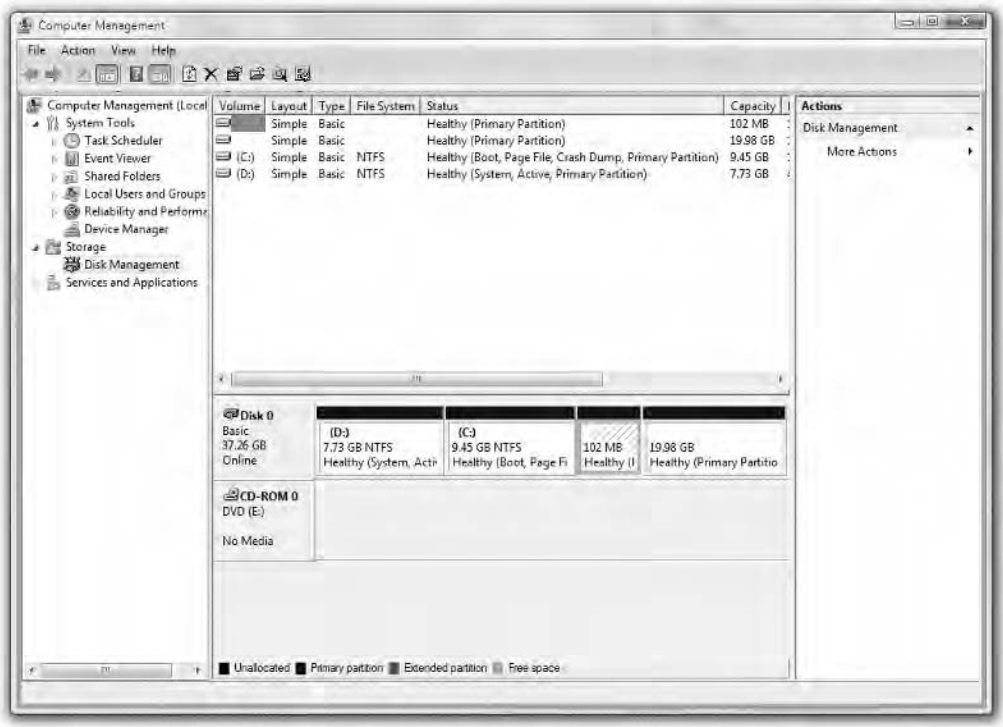 Computer Management
File Action View Help
Computer Management (Local
System Tools
Task Scheduler
Event Viewer
Shared Folders
Local Users and Groups
Reliability and Performa
Device Manager
Storage
Disk Management
Services and Applications
Volume Layout Type File System Status Capacity
Simple Basic Healthy (Primary Partition) 102 MB
Simple Basic Healthy (Primary Partition) 19.98 GB
(C:) Simple Basic NTFS Healthy (Boot, Page File, Crash Dump, Primary Partition) 9.45 GB
(D:) Simple Basic NTFS Healthy (System, Active, Primary Partition) 7.73 GB
Disk 0
Basic
37.26 GB
Online
(D:)
7.73 GB NTFS
Healthy (System, Acti
(C:)
9.45 GB NTFS
Healthy (Boot, Page Fi
102 MB
Healthy (I
19.98 GB
Healthy (Primary Partitio
CD-ROM 0
DVD (E:)
No Media
Unallocated Primary partition Extended partition Free space
Actions
Disk Management
More Actions